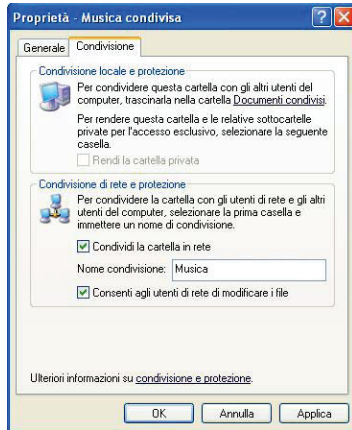 Proprietà - Musica condivisa
Generale
Condivisione
Condivisione locale e protezione
Per condividere questa cartella con gli altri utenti del
computer, trascinarla nella cartella Documenti condivisi.
Per rendere questa cartella e le relative sottocartelle
private per l'accesso esclusivo, selezionare la seguente
casella.
Rendi la cartella privata
Condivisione di rete e protezione
Per condividere la cartella con gli utenti di rete e gli altri
utenti del computer, selezionare la prima casella e
immettere un nome di condivisione.
Condividi la cartella in rete
Nome condivisione: Musica
Consenti agli utenti di rete di modificare i file
Ulteriori informazioni su condivisione e protezione.
OK Annulla Applica